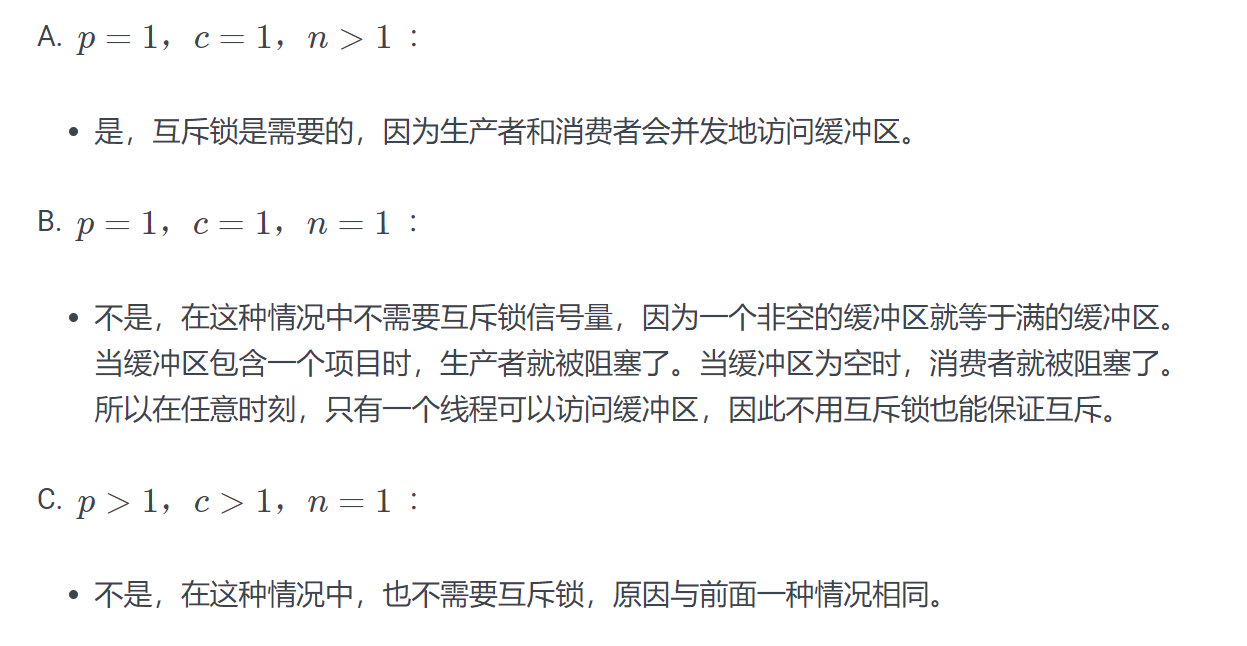 A. p = 1，c = 1，n > 1 ：
• 是，互斥锁是需要的，因为生产者和消费者会并发地访问缓冲区。
B. p = 1，c = 1，n = 1 ：
• 不是，在这种情况中不需要互斥锁信号量，因为一个非空的缓冲区就等于满的缓冲区。
当缓冲区包含一个项目时，生产者就被阻塞了。当缓冲区为空时，消费者就被阻塞了。
所以在任意时刻，只有一个线程可以访问缓冲区，因此不用互斥锁也能保证互斥。
C. p > 1，c > 1，n = 1 ：
• 不是，在这种情况中，也不需要互斥锁，原因与前面一种情况相同。